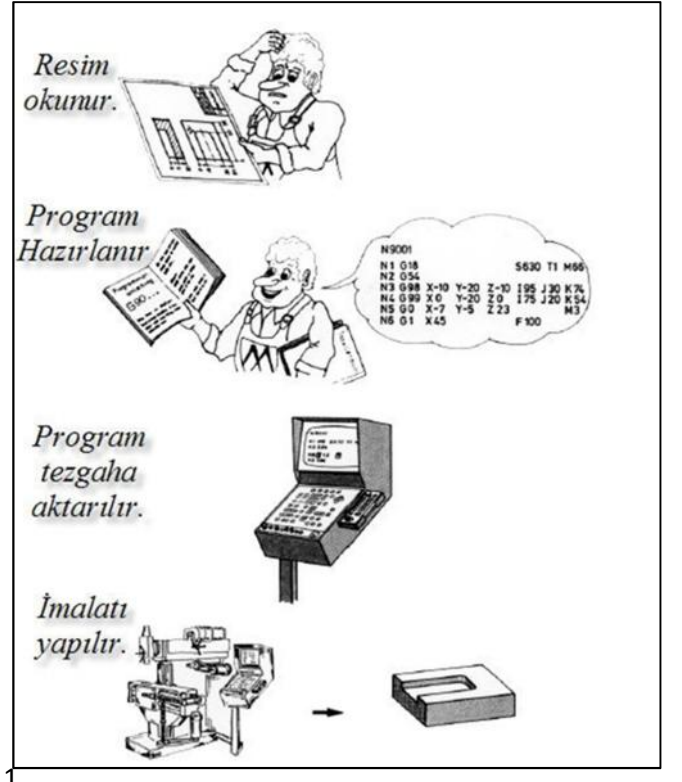 Resim
okunur.
Program
Hazırlanır
G90...
N9001
N1 G18 S630 T1 M66
N2 G54
N3 G98 X-10 Y-20 Z-10 I95 J30 K74
N4 G99 X0 Y-20 Z0 I75 J20 K54
N5 G0 X-7 Y-5 Z23 M3
N6 G1 X45 F100
Program
tezgaha
aktarılır.
İmalatı
yapılır.
1